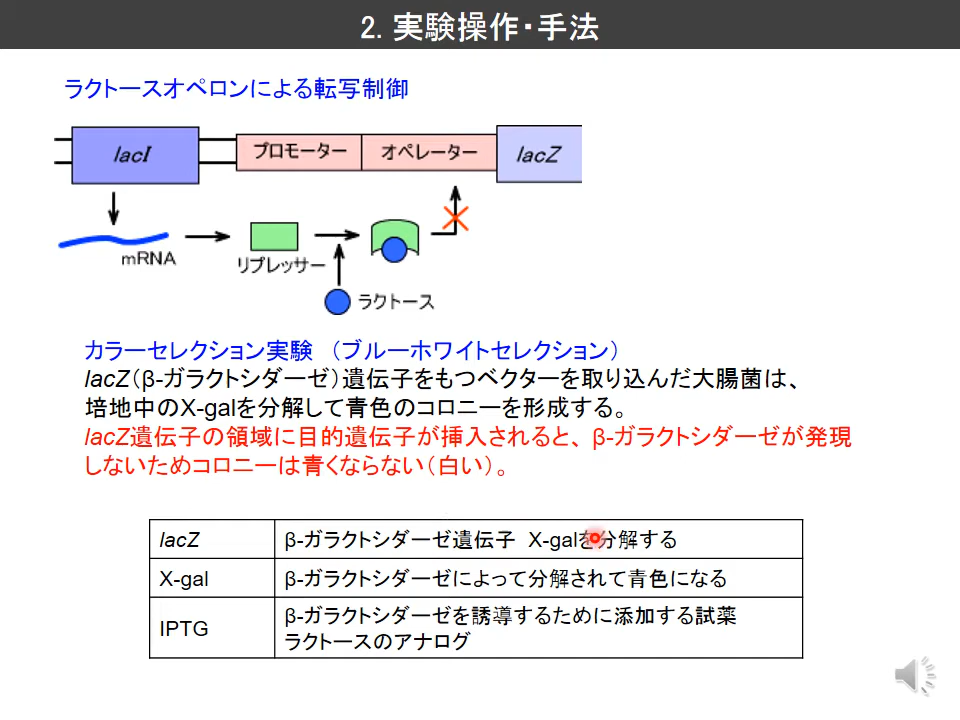 2. 実験操作・手法
ラクトースオペロンによる転写制御
lacI
プロモーター
オペレーター
lacZ
mRNA
リプレッサー
ラクトース
カラーセレクション実験 （ブルーホワイトセレクション）
lacZ（β-ガラクトシダーゼ）遺伝子をもつベクターを取り込んだ大腸菌は、
培地中のX-galを分解して青色のコロニーを形成する。
lacZ遺伝子の領域に目的遺伝子が挿入されると、β-ガラクトシダーゼが発現
しないためコロニーは青くならない（白い）。
lacZ
β-ガラクトシダーゼ遺伝子 X-galを分解する
X-gal
β-ガラクトシダーゼによって分解されて青色になる
IPTG
β-ガラクトシダーゼを誘導するために添加する試薬
ラクトースのアナログ